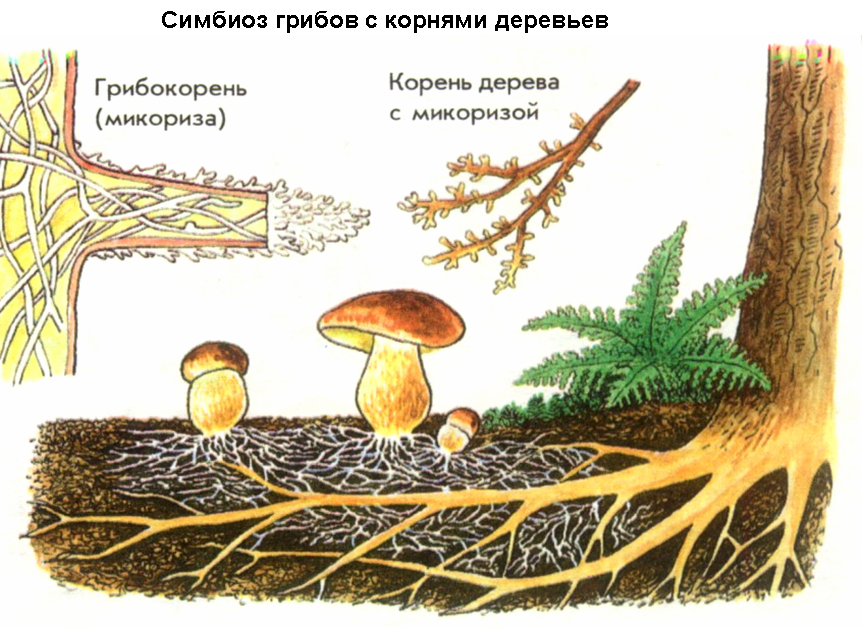 Симбиоз грибов с корнями деревьев
Грибокорень
(микориза)
Корень дерева
с микоризой